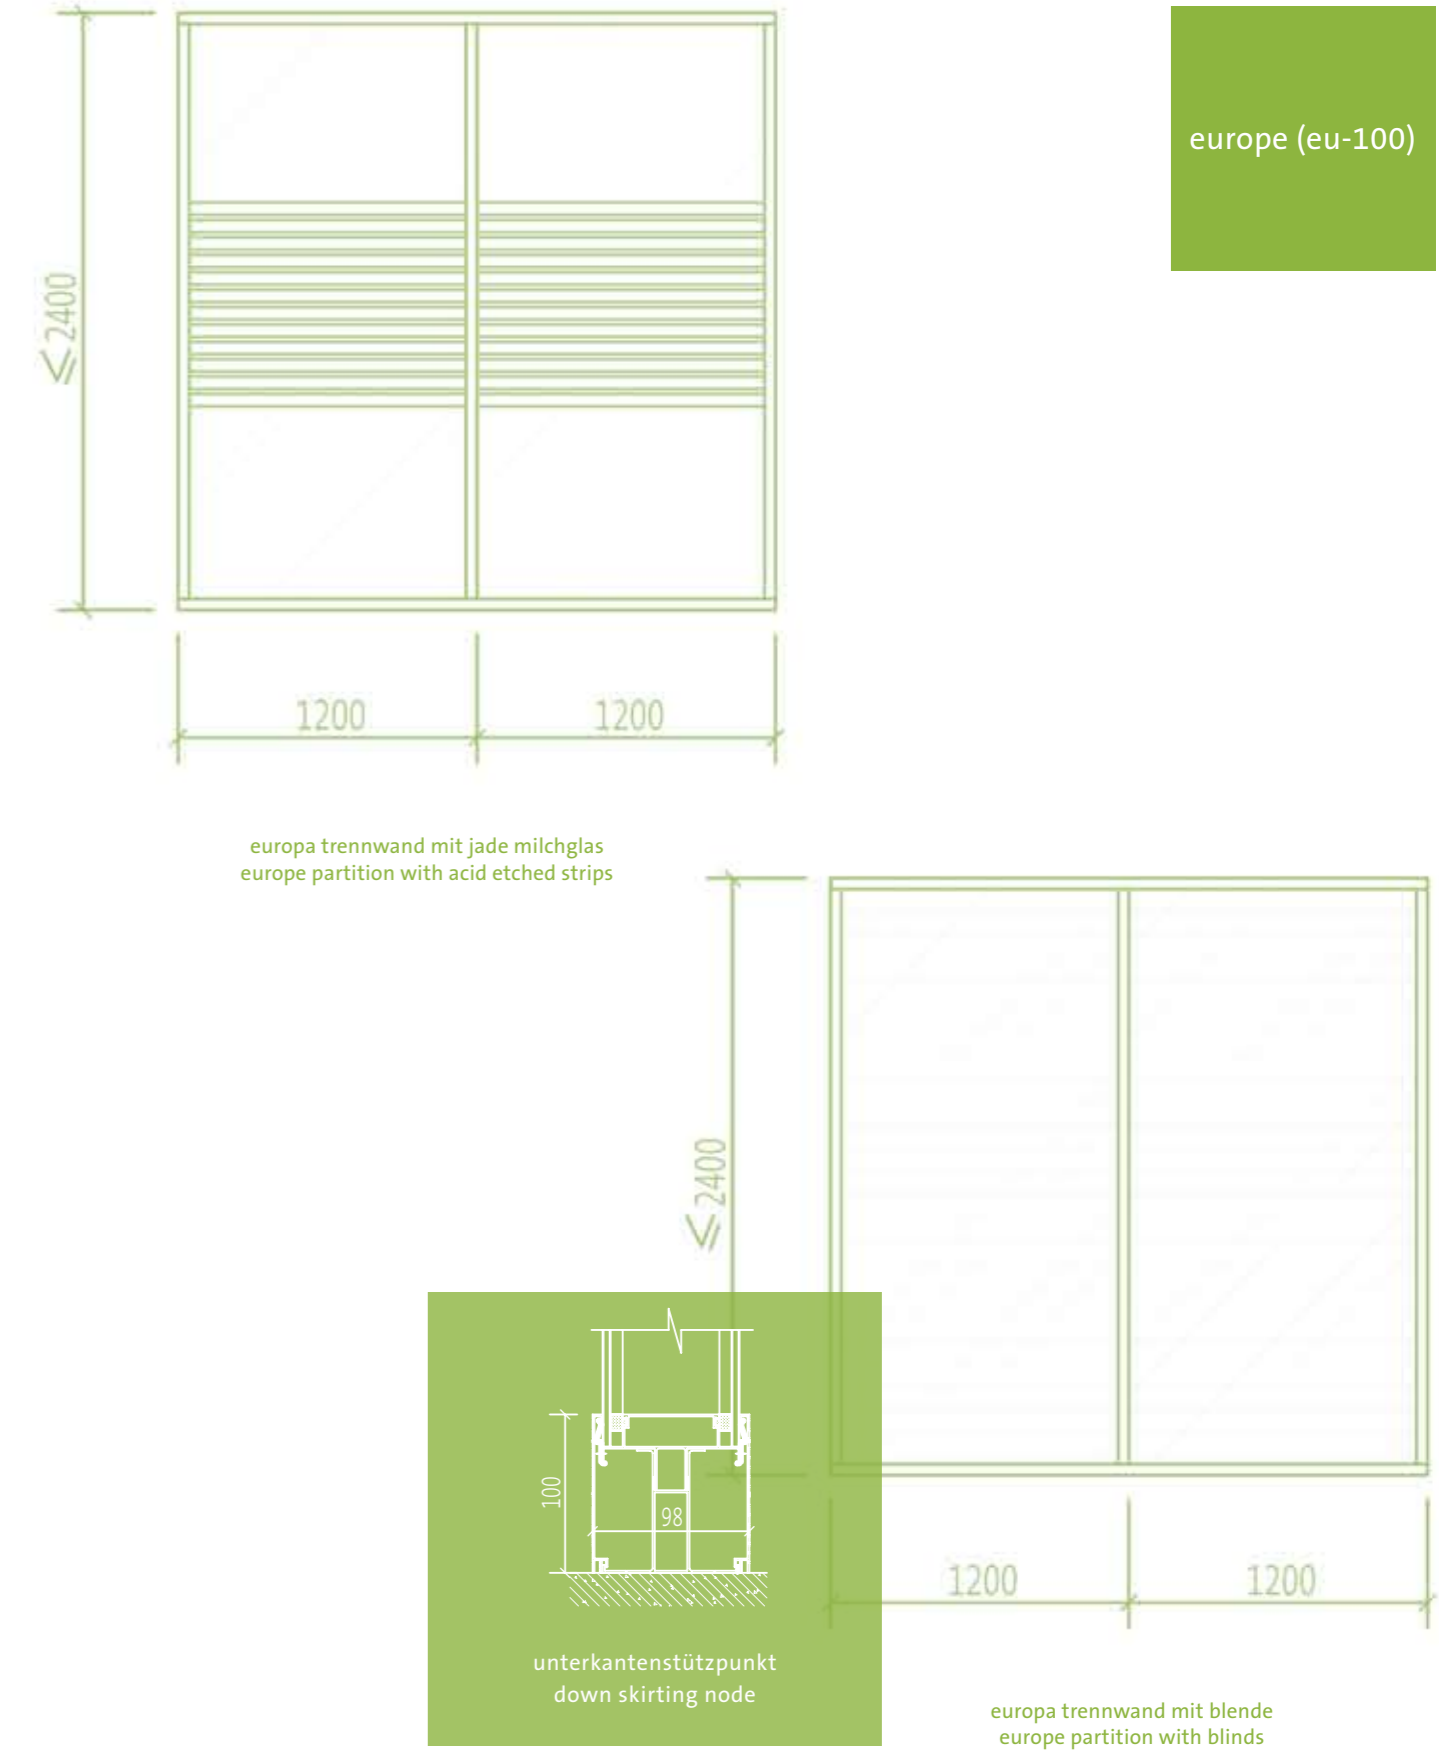 europe (eu-100)
≤ 2400
1200 1200
europa trennwand mit jade milchglas
europe partition with acid etched strips
≤ 2400
100
98
1200 1200
unterkantenstützpunkt
down skirting node
europa trennwand mit blende
europe partition with blinds